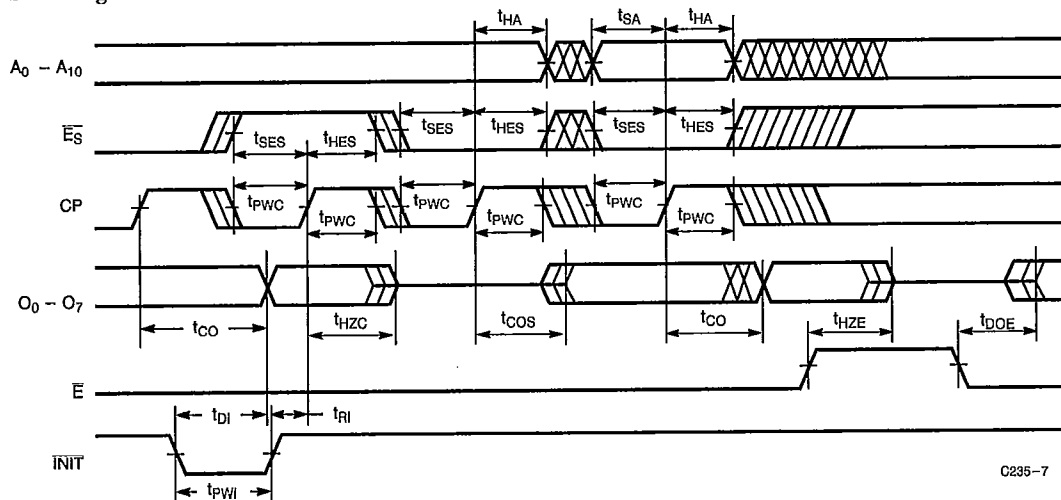 tHA tSA tHA
A0 – A10
ES
tSES tHES tSES tHES tSES tHES
CP
tPWC tPWC tPWC tPWC tPWC tPWC
O0 – O7
tCO tHZC tCOS tCO tHZE tDOE
E
tDI tRI
INIT
tPWI
C235–7